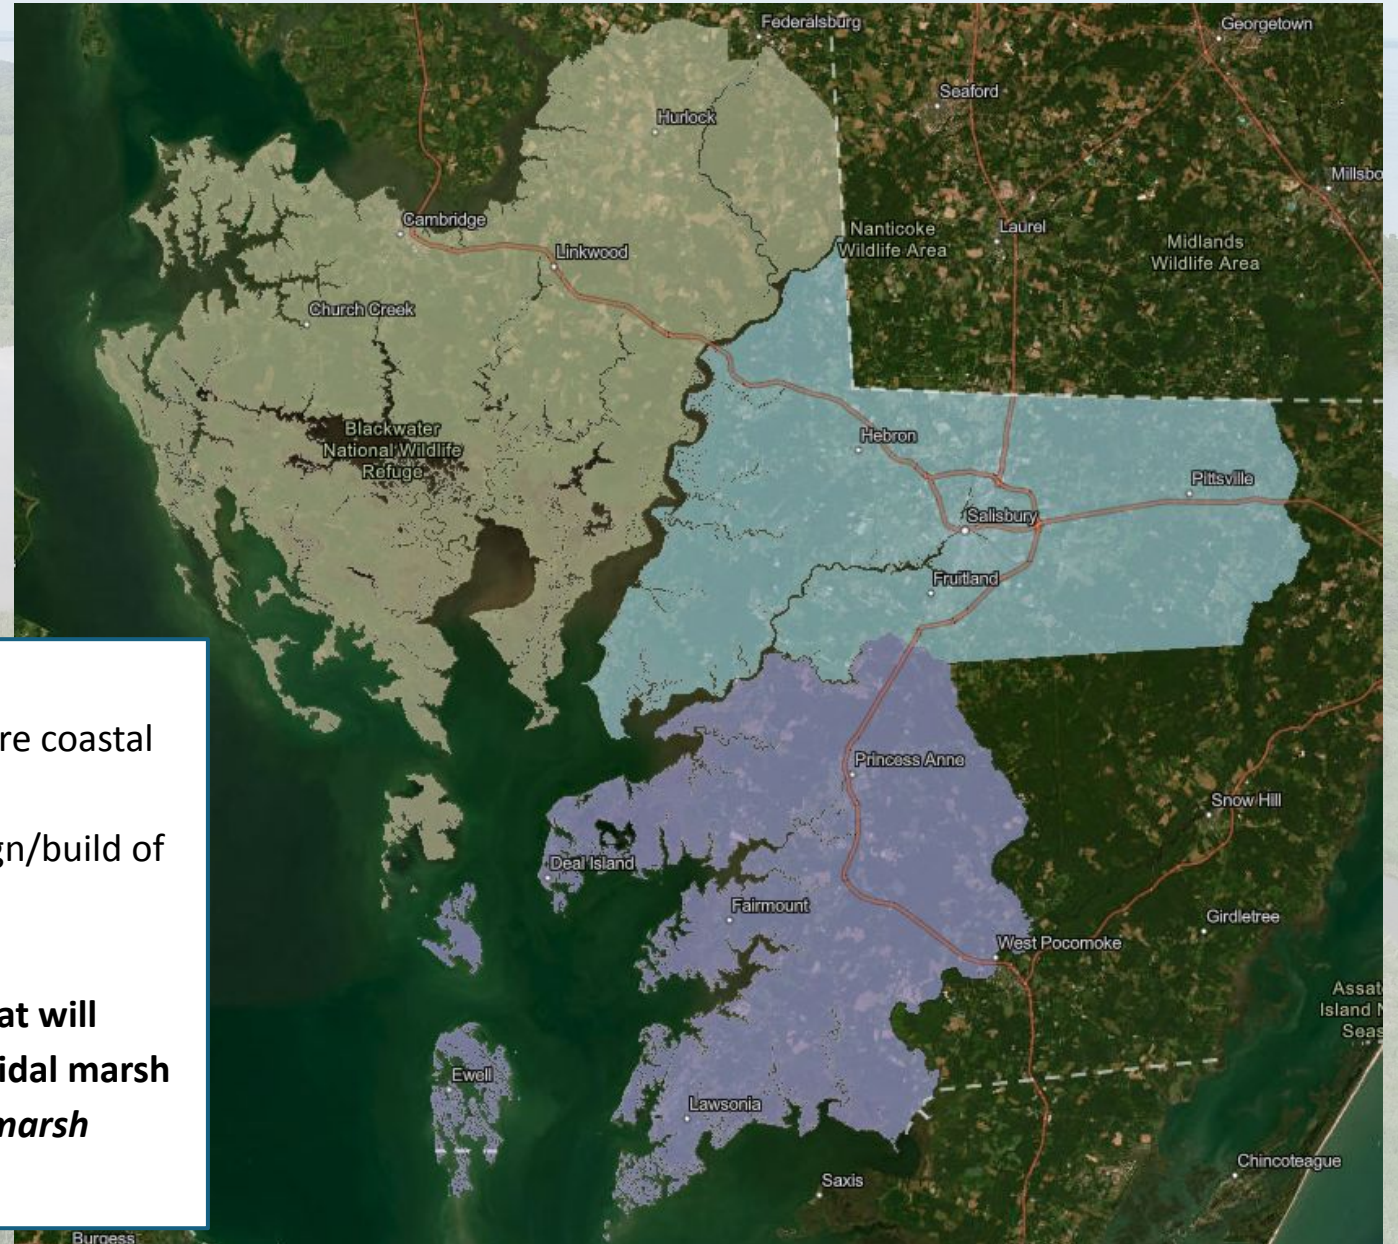 Federalsburg
Georgetown
Seaford
Hurlock
Millsbo
Cambridge
Nanticoke
Wildlife Area
Laurel
Midlands
Wildlife Area
Linkwood
Church Creek
Blackwater
National Wildlife
Refuge
Hebron
Pittsville
Salisbury
Fruitland
re coastal
gn/build of
at will
idal marsh
marsh
Princess Anne
Snow Hill
Deal Island
Fairmount
Girdletree
West Pocomoke
Assat
Island N
Seas
Ewell
Lawsonia
Chincoteague
Saxis
Burgess